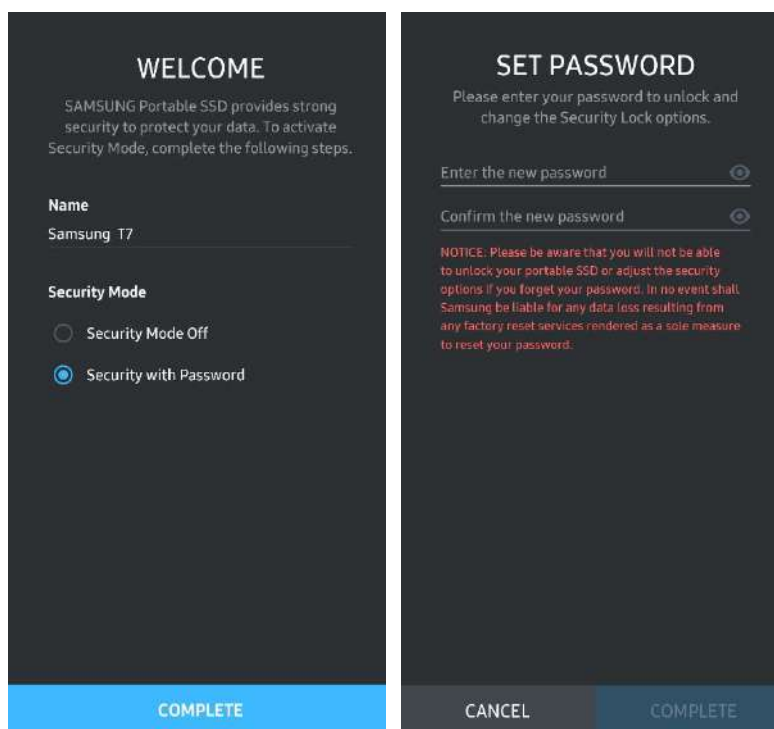 WELCOME
SAMSUNG Portable SSD provides strong
security to protect your data. To activate
Security Mode, complete the following steps.
Name
Samsung T7
Security Mode
Security Mode Off
Security with Password
COMPLETE
SET PASSWORD
Please enter your password to unlock and
change the Security Lock options.
Enter the new password
Confirm the new password
NOTICE: Please be aware that you will not be able
to unlock your portable SSD or adjust the security
options if you forget your password. In no event shall
Samsung be liable for any data loss resulting from
any factory reset services rendered as a sole measure
to reset your password.
CANCEL
COMPLETE